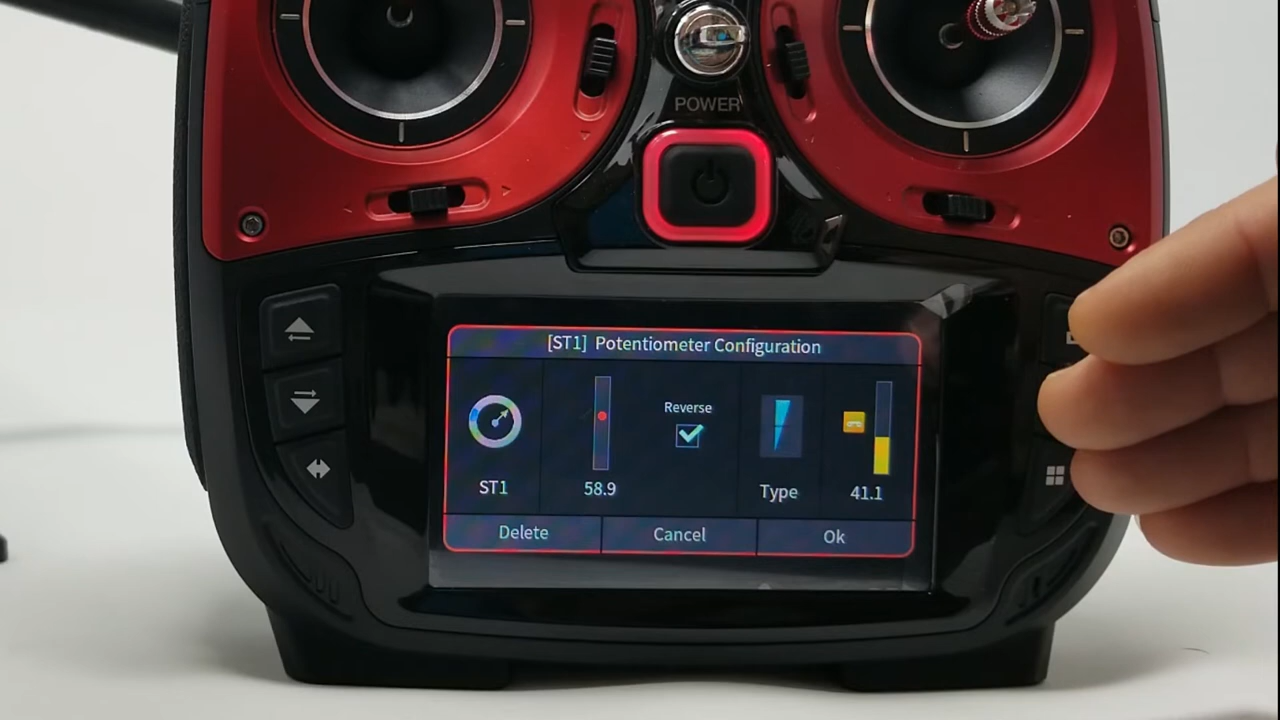 POWER
[ST1] Potentiometer Configuration
Reverse
ST1
58.9
Type
41.1
Delete
Cancel
Ok